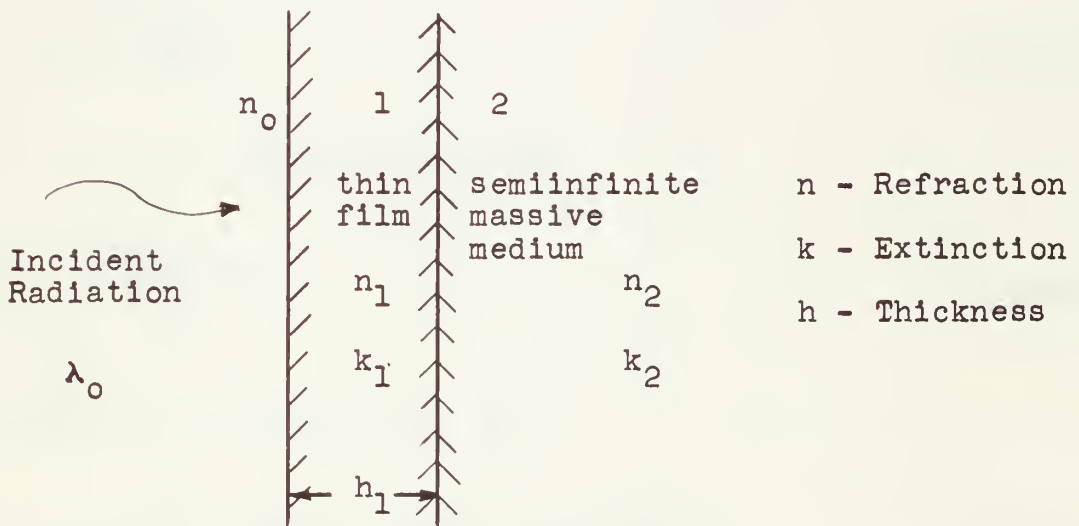 n₀ 1 2
thin film
semiinfinite massive medium
Incident Radiation
λ₀
n₁ n₂
k₁ k₂
h₁
n - Refraction
k - Extinction
h - Thickness